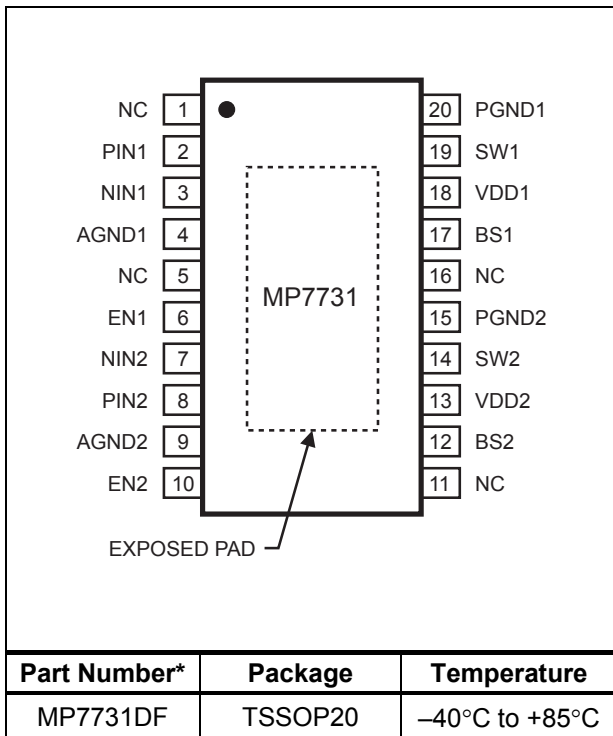 NC 1 20 PGND1
PIN1 2 19 SW1
NIN1 3 18 VDD1
AGND1 4 17 BS1
NC 5 16 NC
MP7731
EN1 6 15 PGND2
NIN2 7 14 SW2
PIN2 8 13 VDD2
AGND2 9 12 BS2
EN2 10 11 NC
EXPOSED PAD
Part Number* Package Temperature
MP7731DF TSSOP20 –40°C to +85°C